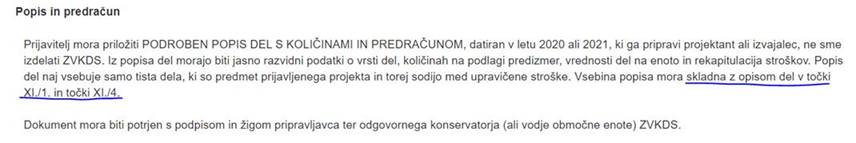 Popis in predračun
Prijavitelj mora priložiti PODROBEN POPIS DEL S KOLIČINAMI IN PREDRAČUNOM, datiran v letu 2020 ali 2021, ki ga pripravi projektant ali izvajalec, ne sme
izdelati ZVKDS. Iz popisa del morajo biti jasno razvidni podatki o vrsti del, količinah na podlagi predizmer, vrednosti del na enoto in rekapitulacija stroškov. Popis
del naj vsebuje samo tista dela, ki so predmet prijavljenega projekta in torej sodijo med upravičene stroške. Vsebina popisa mora skladna z opisom del v točki
XI./1. in točki XI./4.
Dokument mora biti potrjen s podpisom in žigom pripravljavca ter odgovornega konservatorja (ali vodje območne enote) ZVKDS.